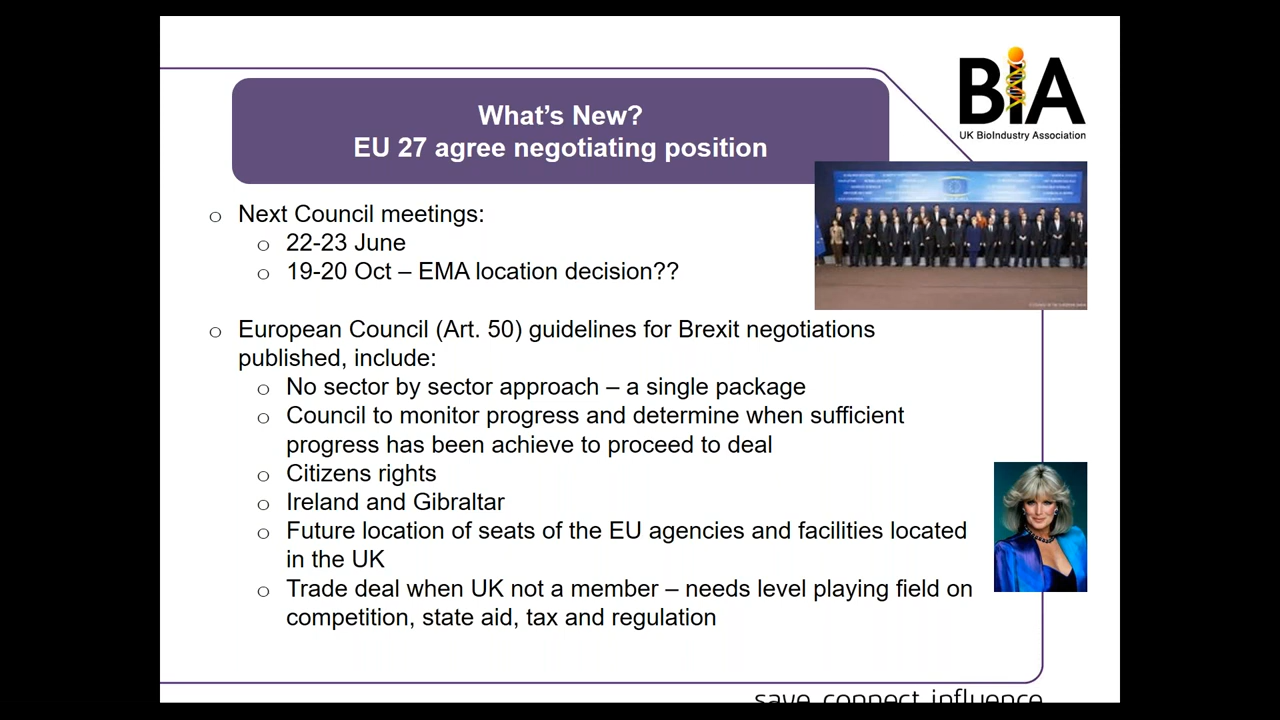 BIA
UK BioIndustry Association
What's New?
EU 27 agree negotiating position
o Next Council meetings:
o 22-23 June
o 19-20 Oct – EMA location decision??
o European Council (Art. 50) guidelines for Brexit negotiations
published, include:
o No sector by sector approach – a single package
o Council to monitor progress and determine when sufficient
progress has been achieve to proceed to deal
o Citizens rights
o Ireland and Gibraltar
o Future location of seats of the EU agencies and facilities located
in the UK
o Trade deal when UK not a member – needs level playing field on
competition, state aid, tax and regulation
save connect influence